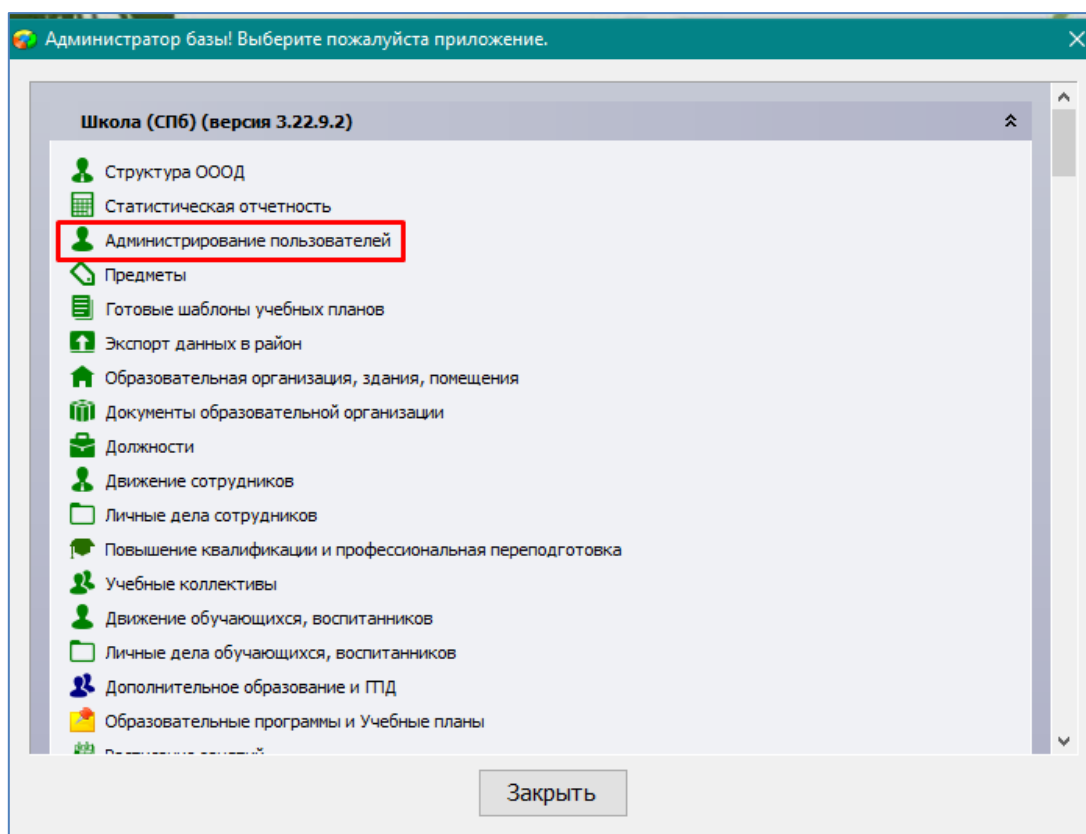 Администратор базы! Выберите пожалуйста приложение.
Школа (СПб) (версия 3.22.9.2)
Структура ОООД
Статистическая отчетность
Администрирование пользователей
Предметы
Готовые шаблоны учебных планов
Экспорт данных в район
Образовательная организация, здания, помещения
Документы образовательной организации
Должности
Движение сотрудников
Личные дела сотрудников
Повышение квалификации и профессиональная переподготовка
Учебные коллективы
Движение обучающихся, воспитанников
Личные дела обучающихся, воспитанников
Дополнительное образование и ГПД
Образовательные программы и Учебные планы
Расписание занятий
Закрыть